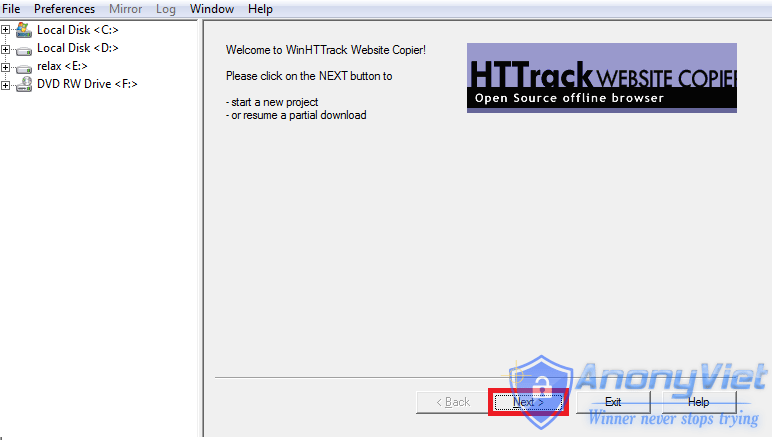 File Preferences Mirror Log Window Help
Local Disk <C:>
Local Disk <D:>
relax <E:>
DVD RW Drive <F:>
Welcome to WinHTTrack Website Copier!
Please click on the NEXT button to
- start a new project
- or resume a partial download
HTTrack WEBSITE COPIER
Open Source offline browser
< Back Next > Exit Help
AnonyViet
Winner never stops trying